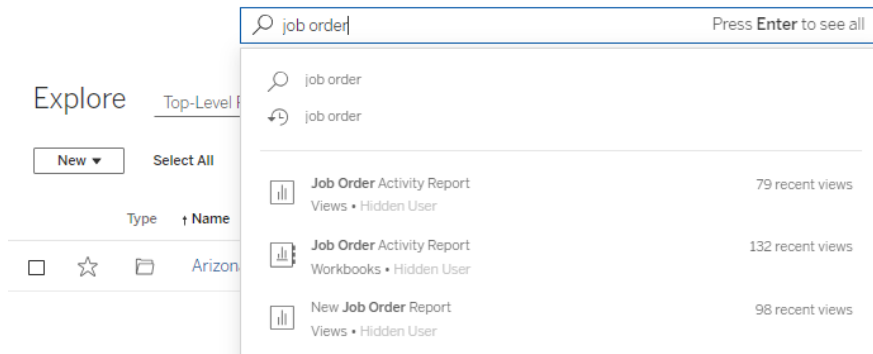 job order
Press Enter to see all
job order
job order
Explore
Top-Level
New
Select All
Type
Name
Job Order Activity Report
79 recent views
Views • Hidden User
Job Order Activity Report
132 recent views
Workbooks • Hidden User
New Job Order Report
98 recent views
Views • Hidden User